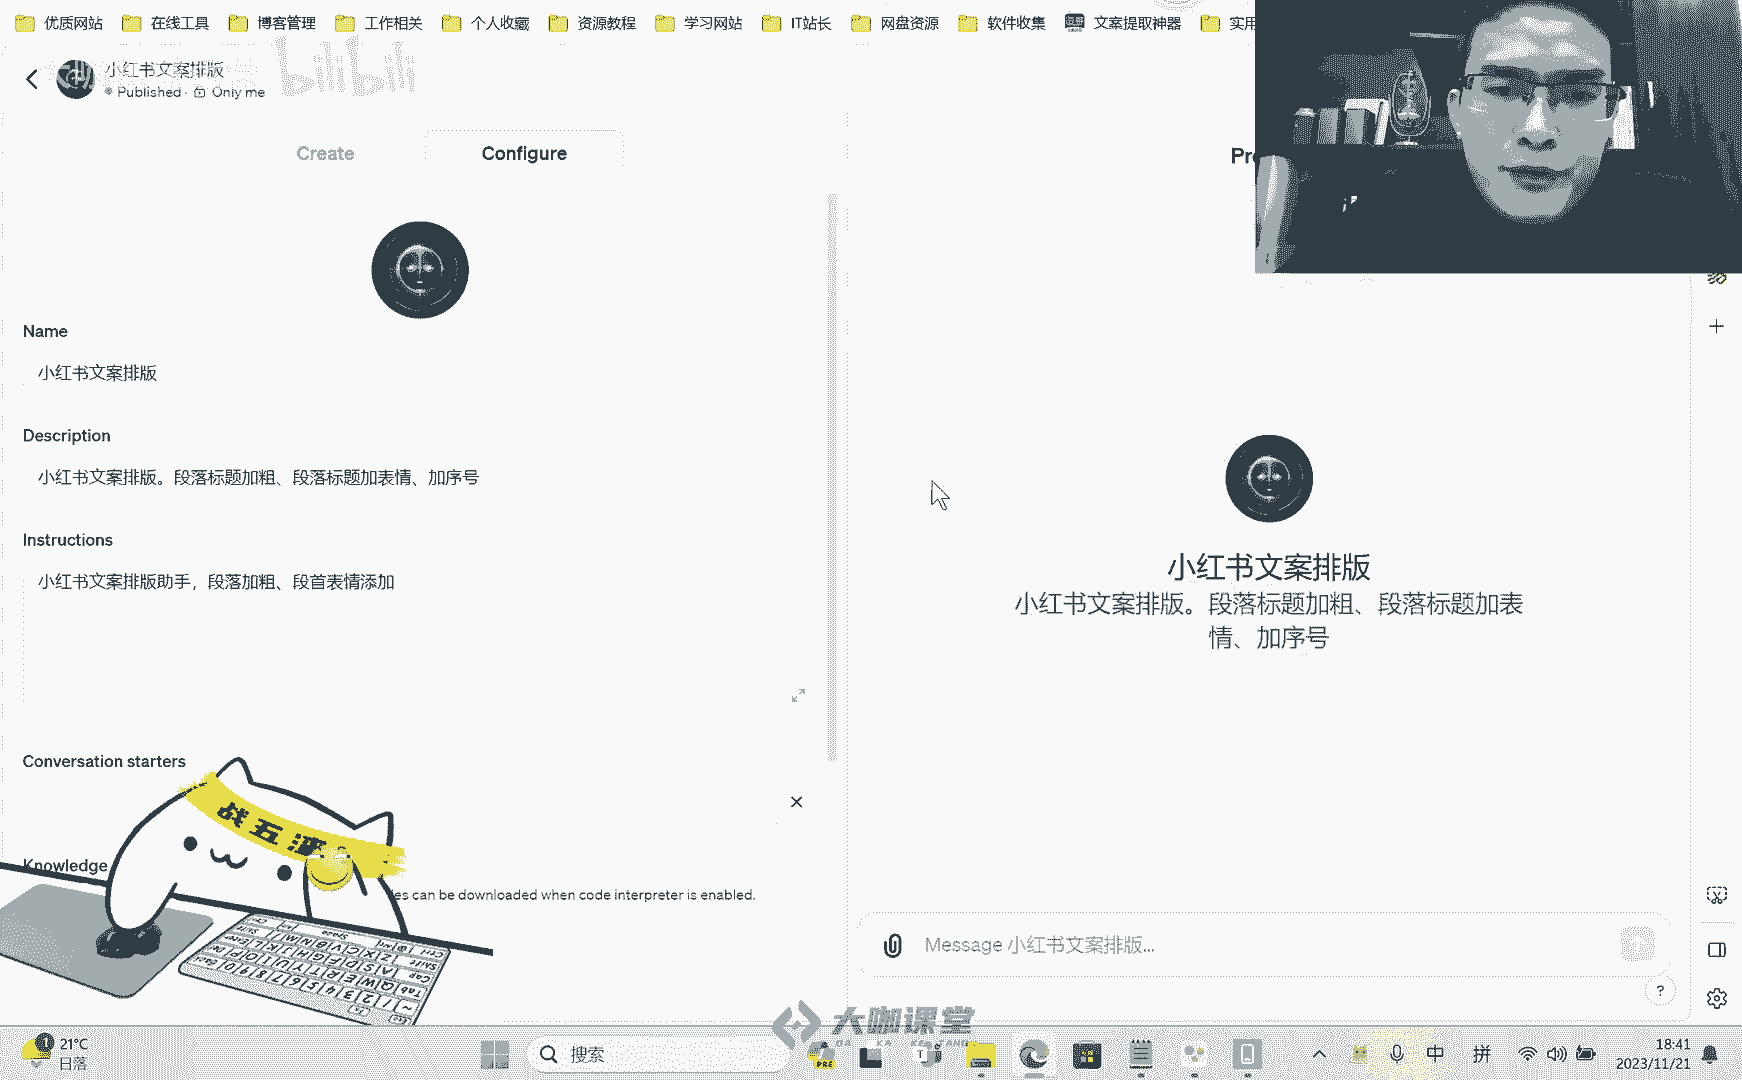 优质网站 在线工具 博客管理 工作相关 个人收藏 资源教程 学习网站 IT站长 网盘资源 软件收集 文案提取神器 实用
小红书文案排版
bilibili
Published · Only me
Create
Configure
Name
小红书文案排版
Description
小红书文案排版。段落标题加粗、段落标题加表情、加序号
Instructions
小红书文案排版助手，段落加粗、段首表情添加
Conversation starters
Knowledge
can be downloaded when code interpreter is enabled.
战五渣
小红书文案排版
小红书文案排版。段落标题加粗、段落标题加表
情、加序号
Message 小红书文案排版...
?
大咖课堂
DA KA KE TANG
1
21°C
日落
搜索
PRE
中
拼
18:41
2023/11/21